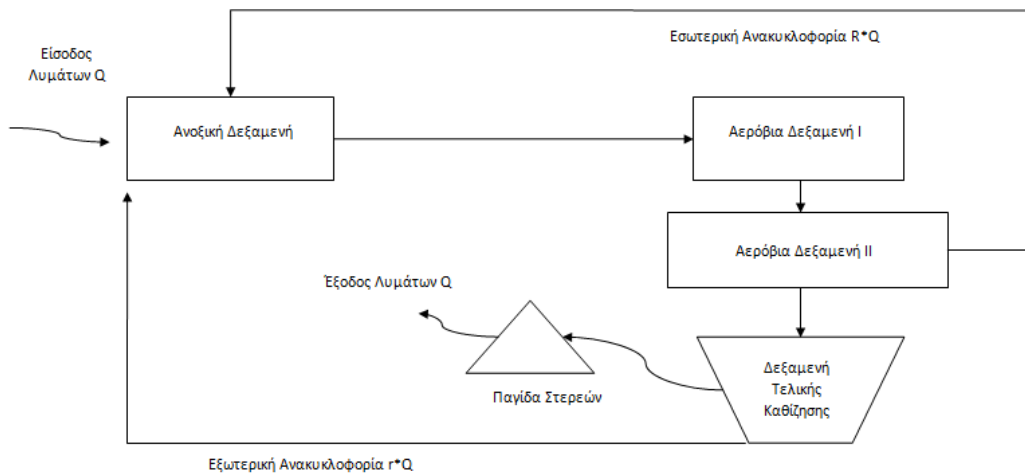 Εσωτερική Ανακυκλοφορία R*Q
Είσοδος
Λυμάτων Q
Ανοξική Δεξαμενή
Αερόβια Δεξαμενή I
Αερόβια Δεξαμενή II
Έξοδος Λυμάτων Q
Δεξαμενή
Τελικής
Καθίζησης
Παγίδα Στερεών
Εξωτερική Ανακυκλοφορία r*Q